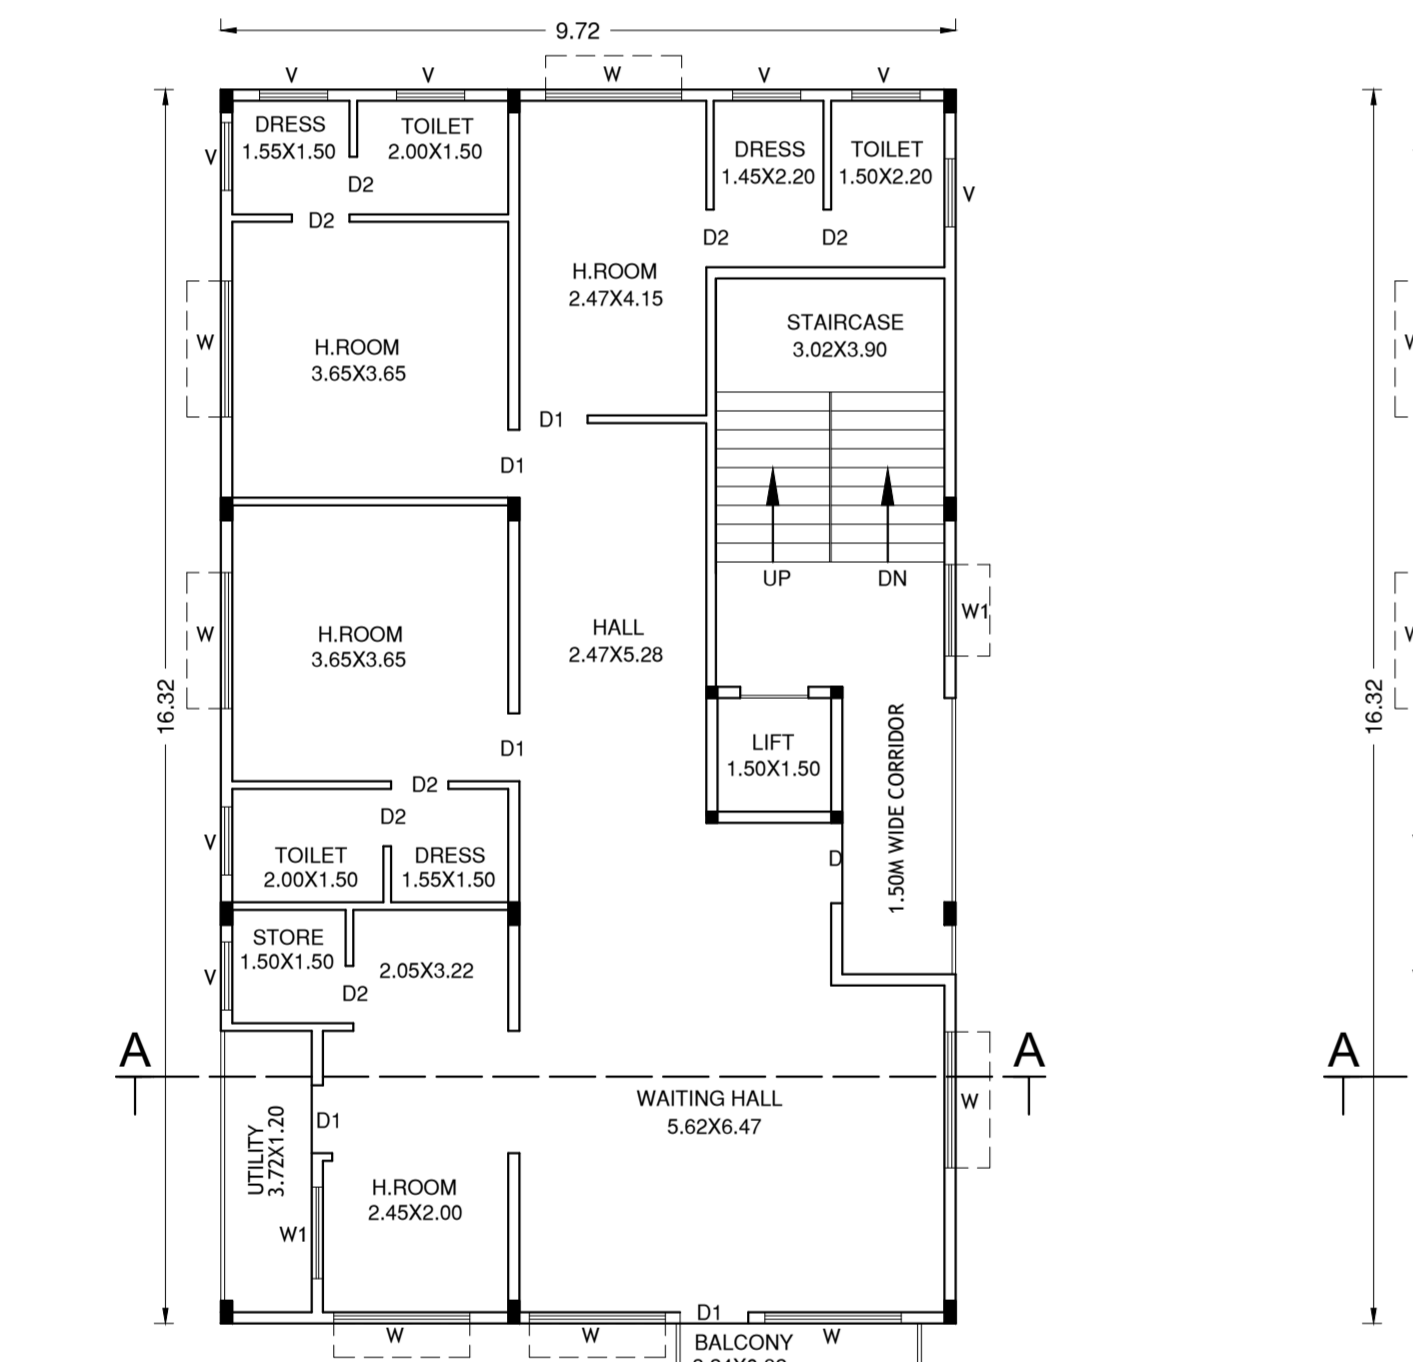 9.72
V
V
W
V
V
DRESS
1.55X1.50
TOILET
2.00X1.50
DRESS
1.45X2.20
TOILET
1.50X2.20
V
V
D2
D2
D2
D2
H.ROOM
2.47X4.15
STAIRCASE
3.02X3.90
W
H.ROOM
3.65X3.65
W
D1
D1
UP
DN
W1
W
H.ROOM
3.65X3.65
HALL
2.47X5.28
W
16.32
16.32
D1
LIFT
1.50X1.50
1.50M WIDE CORRIDOR
D2
D2
V
TOILET
2.00X1.50
DRESS
1.55X1.50
D
STORE
1.50X1.50
2.05X3.22
V
D2
A
A
A
WAITING HALL
5.62X6.47
W
D1
UTILITY
3.72X1.20
H.ROOM
2.45X2.00
W1
D1
W
W
W
BALCONY